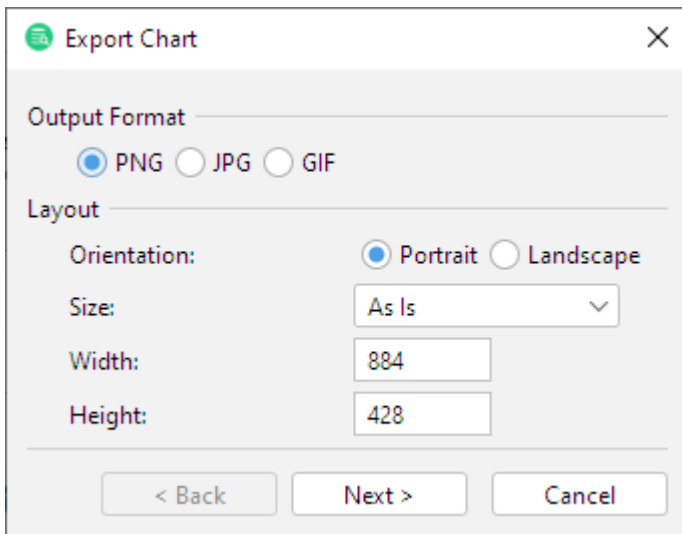 Export Chart
Output Format
PNG JPG GIF
Layout
Orientation: Portrait Landscape
Size: As Is
Width: 884
Height: 428
< Back Next > Cancel